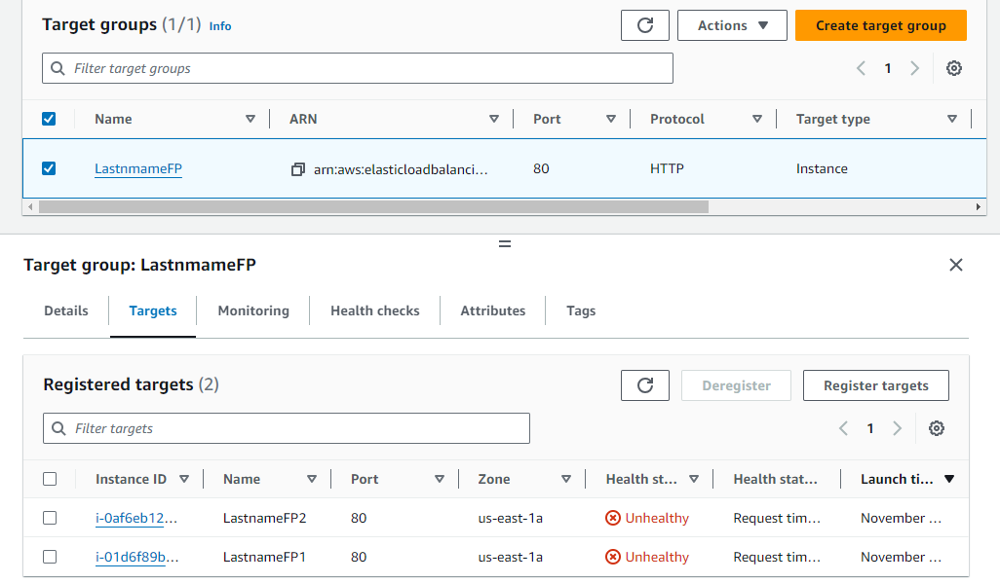 Target groups (1/1) Info
Actions
Create target group
Filter target groups
1
Name ARN Port Protocol Target type
LastnmameFP arn:aws:elasticloadbalanci... 80 HTTP Instance
Target group: LastnmameFP
Details Targets Monitoring Health checks Attributes Tags
Registered targets (2)
Deregister
Register targets
Filter targets
1
Instance ID Name Port Zone Health st... Health stat... Launch ti...
i-0af6eb12... LastnameFP2 80 us-east-1a Unhealthy Request tim... November ...
i-01d6f89b... LastnameFP1 80 us-east-1a Unhealthy Request tim... November ...